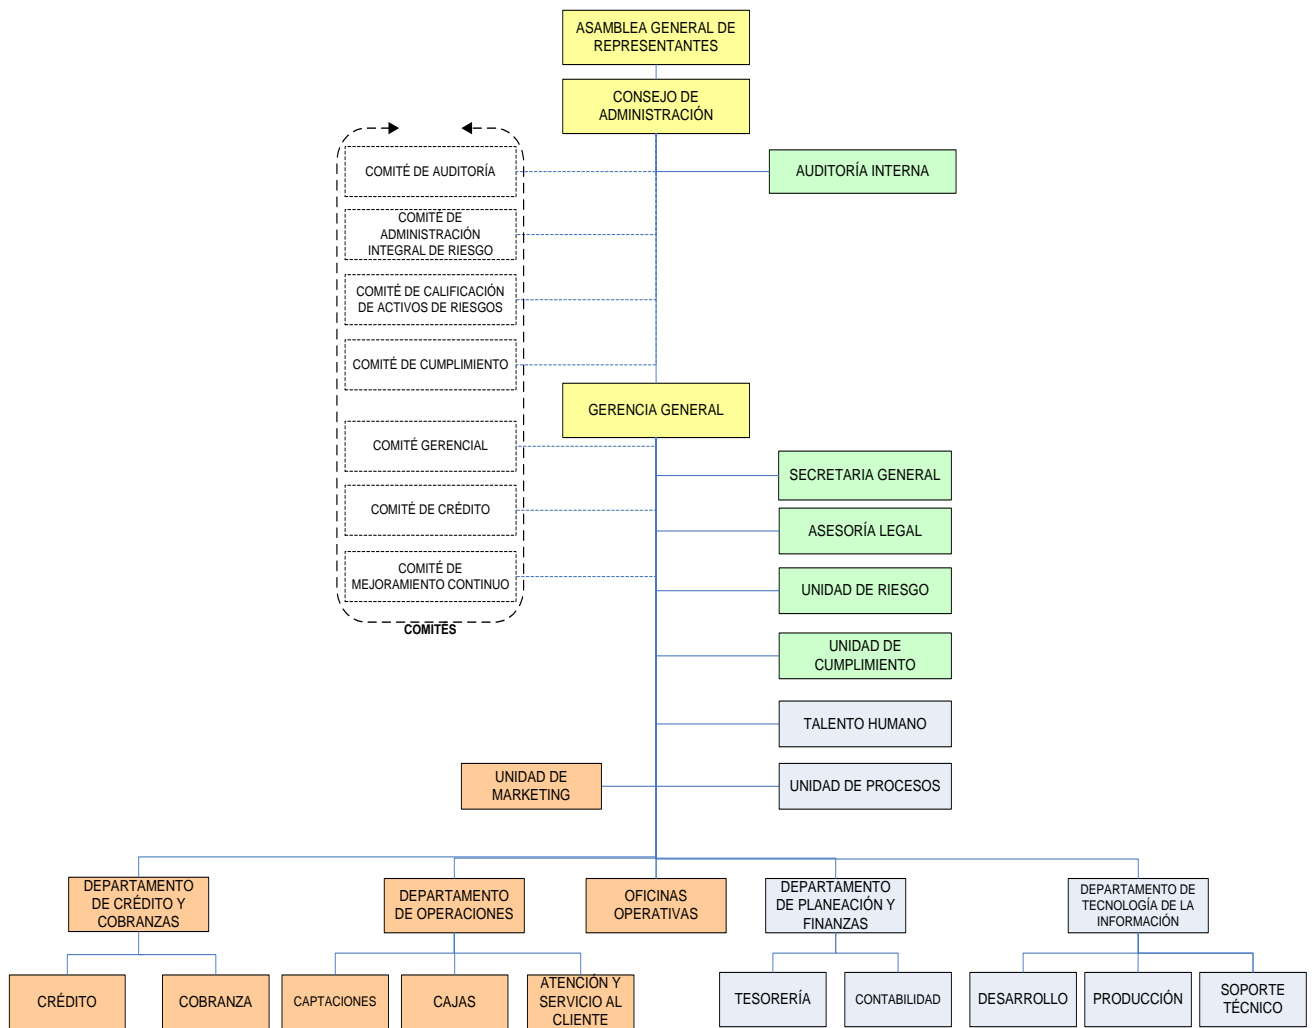 ASAMBLEA GENERAL DE
REPRESENTANTES
CONSEJO DE
ADMINISTRACIÓN
COMITÉ DE AUDITORÍA
AUDITORÍA INTERNA
COMITÉ DE
ADMINISTRACIÓN
INTEGRAL DE RIESGO
COMITÉ DE CALIFICACIÓN
DE ACTIVOS DE RIESGOS
COMITÉ DE CUMPLIMIENTO
GERENCIA GENERAL
COMITÉ GERENCIAL
SECRETARIA GENERAL
COMITÉ DE CRÉDITO
ASESORÍA LEGAL
COMITÉ DE
MEJORAMIENTO CONTINUO
UNIDAD DE RIESGO
COMITÉS
UNIDAD DE
CUMPLIMIENTO
TALENTO HUMANO
UNIDAD DE
MARKETING
UNIDAD DE PROCESOS
DEPARTAMENTO
DE CRÉDITO Y
COBRANZAS
DEPARTAMENTO
DE OPERACIONES
OFICINAS
OPERATIVAS
DEPARTAMENTO
DE PLANEACIÓN Y
FINANZAS
DEPARTAMENTO DE
TECNOLOGÍA DE LA
INFORMACIÓN
CRÉDITO
COBRANZA
CAPTACIONES
CAJAS
ATENCIÓN Y
SERVICIO AL
CLIENTE
TESORERÍA
CONTABILIDAD
DESARROLLO
PRODUCCIÓN
SOPORTE
TÉCNICO